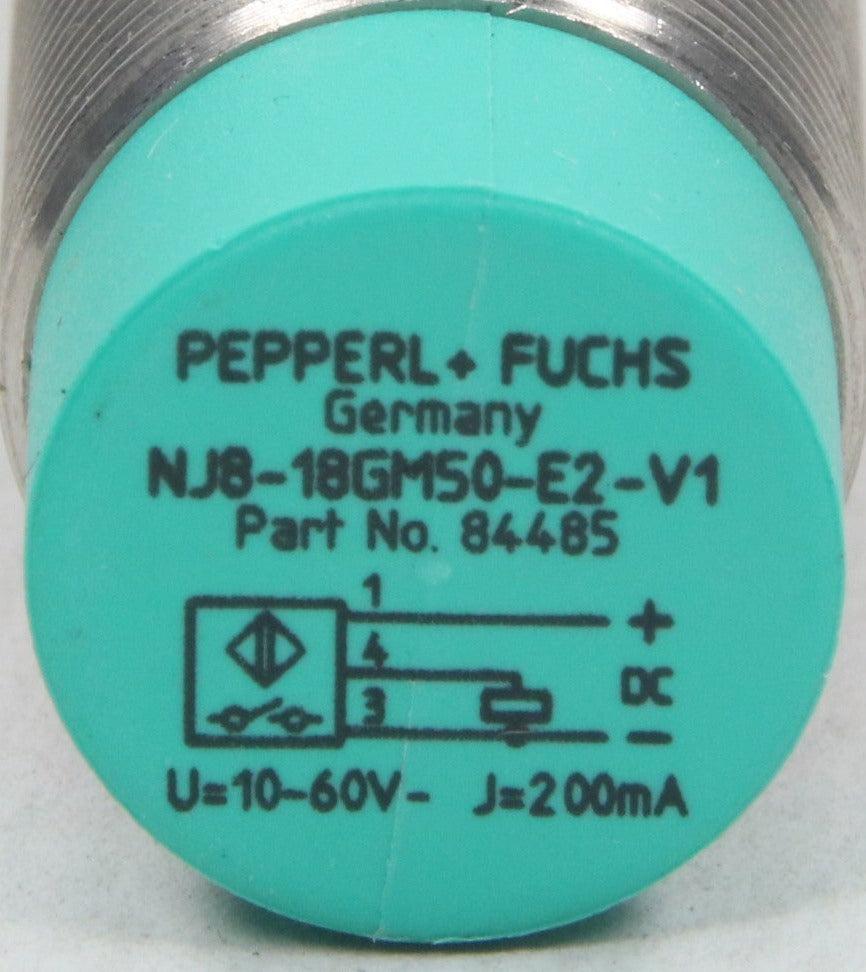 PEPPERL + FUCHS
Germany
NJ8-18GM50-E2-V1
Part No. 84485
1
+
4
DC
3
-
U=10-60V- J=200mA